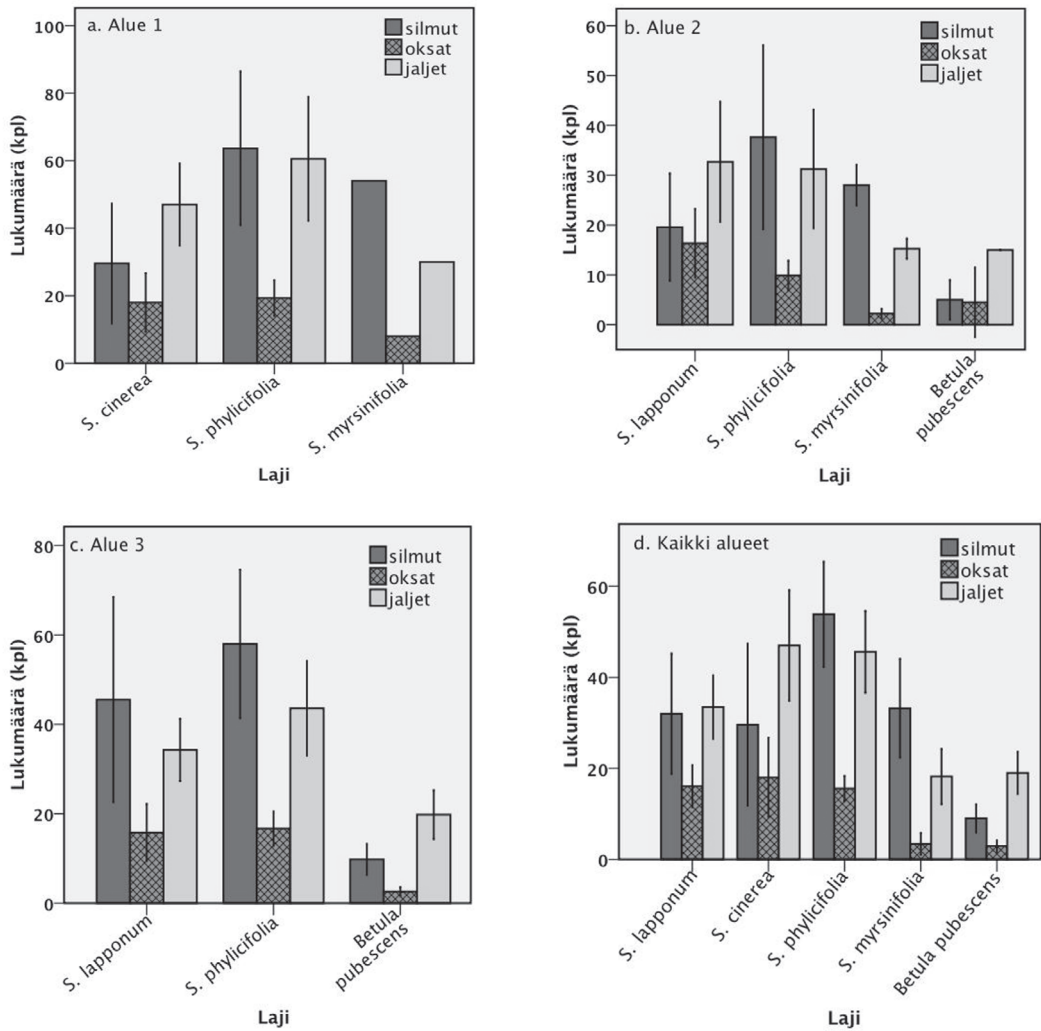 a. Alue 1
silmut
oksat
jaljet
Lukumäärä (kpl)
100
80
60
40
20
0
S. cinerea
S. phylicifolia
S. myrsinifolia
Laji
b. Alue 2
silmut
oksat
jaljet
Lukumäärä (kpl)
60
50
40
30
20
10
0
S. lapponum
S. phylicifolia
S. myrsinifolia
Betula
pubescens
Laji
c. Alue 3
silmut
oksat
jaljet
Lukumäärä (kpl)
80
60
40
20
0
S. lapponum
S. phylicifolia
Betula
pubescens
Laji
d. Kaikki alueet
silmut
oksat
jaljet
Lukumäärä (kpl)
60
40
20
0
S. lapponum
S. cinerea
S. phylicifolia
S. myrsinifolia
Betula pubescens
Laji